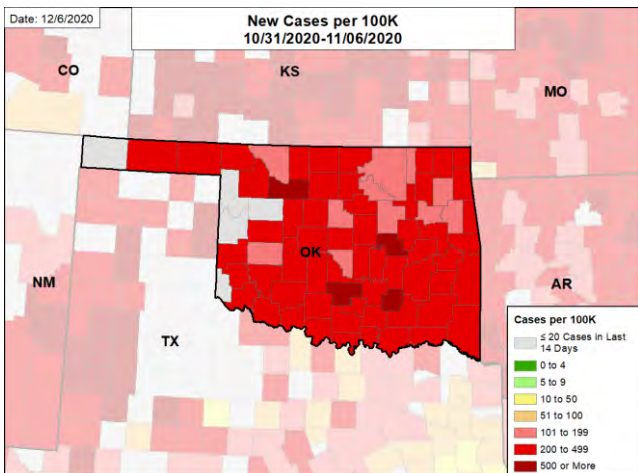 Date: 12/6/2020
New Cases per 100K
10/31/2020-11/06/2020
CO
KS
MO
OK
NM
TX
AR
Cases per 100K
≤ 20 Cases in Last
14 Days
0 to 4
5 to 9
10 to 50
51 to 100
101 to 199
200 to 499
500 or More